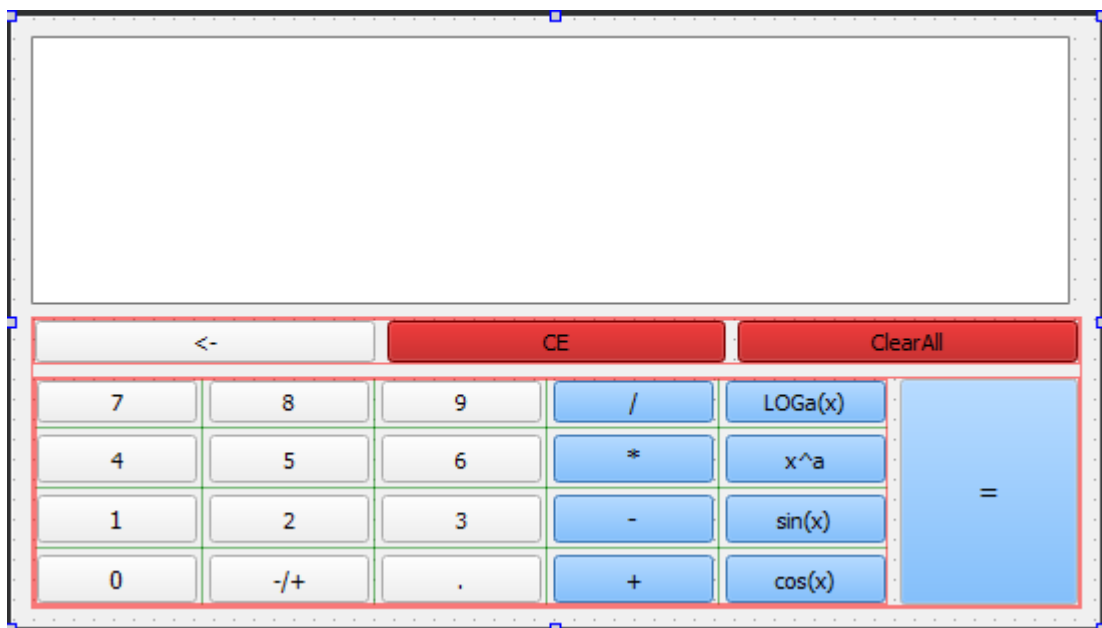 <- CE ClearAll
7 8 9 / LOGa(x)
4 5 6 * x^a
=
1 2 3 - sin(x)
0 -/+ . + cos(x)